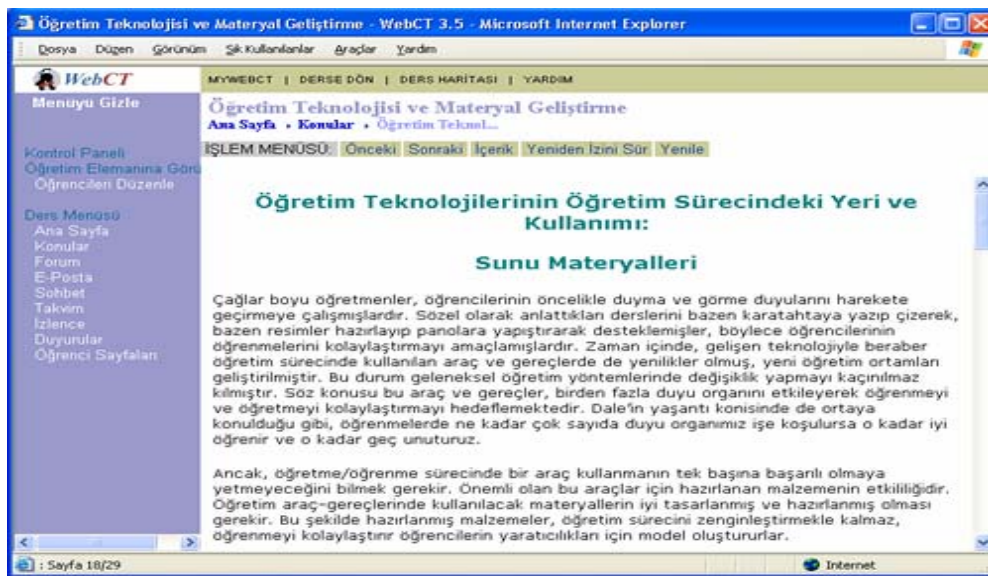 Öğretim Teknolojisi ve Materyal Geliştirme - WebCT 3.5 - Microsoft Internet Explorer
Dosya Düzen Görünüm Sık Kullanılanlar Araçlar Yardım
WebCT
MYWEBCT | DERSE DÖN | DERS HARİTASI | YARDIM
Menuyu Gizle
Öğretim Teknolojisi ve Materyal Geliştirme
Ana Sayfa › Konular › Öğretim Teknol...
İŞLEM MENÜSÜ: Önceki Sonraki İçerik Yeniden İzini Sür Yenile
Kontrol Paneli
Öğretim Elemanına Görü
Öğrencileri Düzenle
Ders Menüsü
Ana Sayfa
Konular
Forum
E-Posta
Sohbet
Takvim
İzlence
Duyurular
Öğrenci Sayfaları
Öğretim Teknolojilerinin Öğretim Sürecindeki Yeri ve
Kullanımı:
Sunu Materyalleri
Çağlar boyu öğretmenler, öğrencilerinin öncelikle duyma ve görme duyularını harekete
geçirmeye çalışmışlardır. Sözel olarak anlattıkları derslerini bazen karatahtaya yazıp çizerek,
bazen resimler hazırlayıp panolara yapıştırarak desteklemişler, böylece öğrencilerinin
öğrenmelerini kolaylaştırmayı amaçlamışlardır. Zaman içinde, gelişen teknolojiyle beraber
öğretim sürecinde kullanılan araç ve gereçlerde de yenilikler olmuş, yeni öğretim ortamları
geliştirilmiştir. Bu durum geleneksel öğretim yöntemlerinde değişiklik yapmayı kaçınılmaz
kılmıştır. Söz konusu bu araç ve gereçler, birden fazla duyu organını etkileyerek öğrenmeyi
ve öğretmeyi kolaylaştırmayı hedeflemektedir. Dale'in yaşantı konisinde de ortaya
konulduğu gibi, öğrenmelerde ne kadar çok sayıda duyu organımız işe koşulursa o kadar iyi
öğrenir ve o kadar geç unuturuz.
Ancak, öğretme/öğrenme sürecinde bir araç kullanmanın tek başına başarılı olmaya
yetmeyeceğini bilmek gerekir. Önemli olan bu araçlar için hazırlanan malzemenin etkililiğidir.
Öğretim araç-gereçlerinde kullanılacak materyallerin iyi tasarlanmış ve hazırlanmış olması
gerekir. Bu şekilde hazırlanmış malzemeler, öğretim sürecini zenginleştirmekle kalmaz,
öğrenmeyi kolaylaştırır öğrencilerin yaratıcılıkları için model oluştururlar.
: Sayfa 18/29
Internet